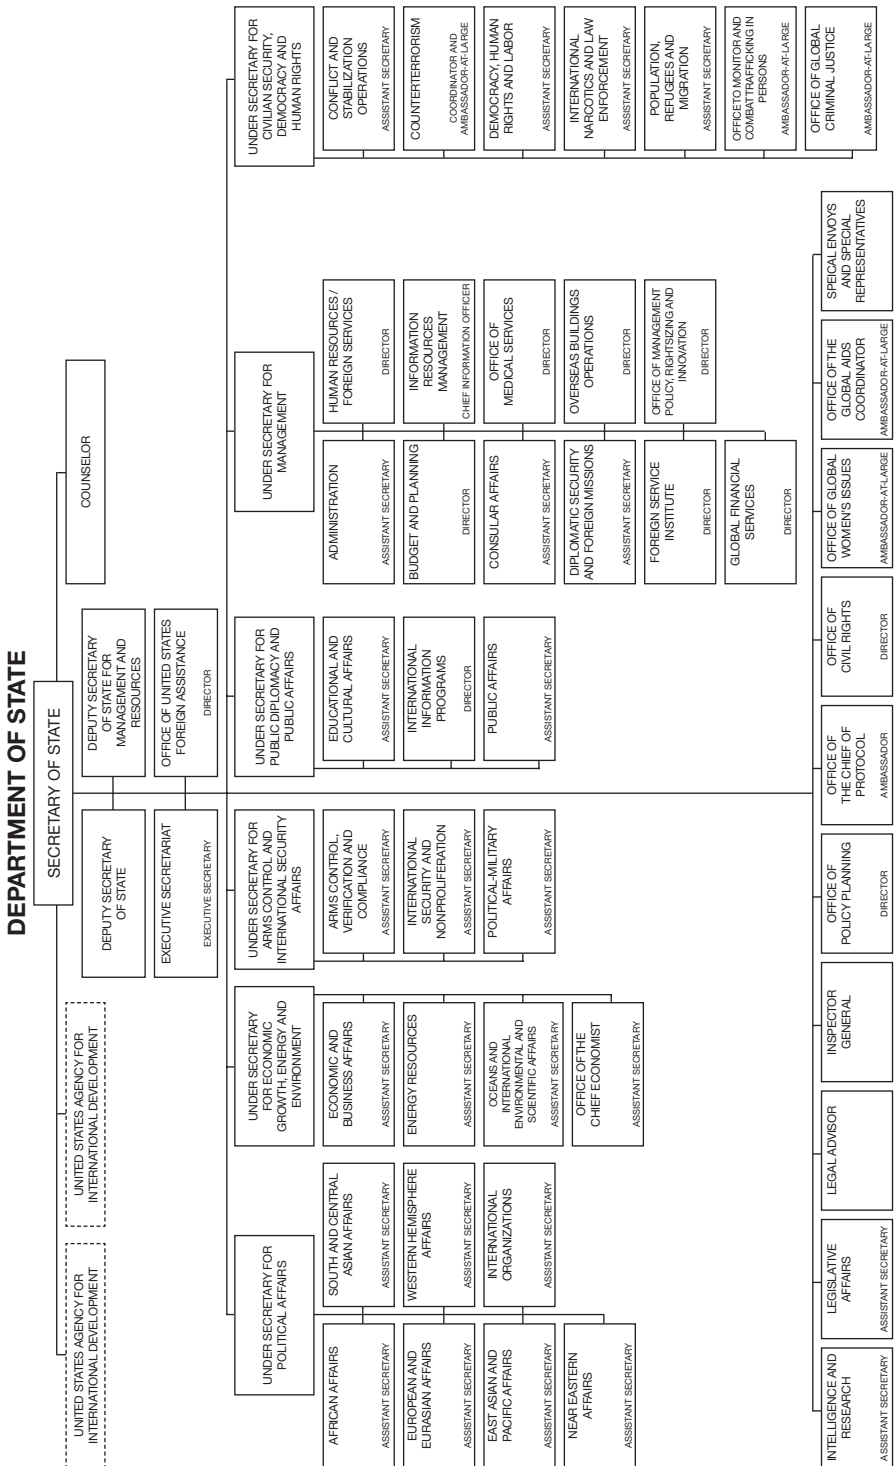 DEPARTMENT OF STATE
SECRETARY OF STATE
UNITED STATES AGENCY FOR
INTERNATIONAL DEVELOPMENT
UNITED STATES AGENCY FOR
INTERNATIONAL DEVELOPMENT
COUNSELOR
DEPUTY SECRETARY
OF STATE
DEPUTY SECRETARY
OF STATE FOR
MANAGEMENT AND
RESOURCES
EXECUTIVE SECRETARIAT
EXECUTIVE SECRETARY
OFFICE OF UNITED STATES
FOREIGN ASSISTANCE
DIRECTOR
UNDER SECRETARY FOR
POLITICAL AFFAIRS
AFRICAN AFFAIRS
ASSISTANT SECRETARY
SOUTH AND CENTRAL
ASIAN AFFAIRS
ASSISTANT SECRETARY
EUROPEAN AND
EURASIAN AFFAIRS
ASSISTANT SECRETARY
WESTERN HEMISPHERE
AFFAIRS
ASSISTANT SECRETARY
EAST ASIAN AND
PACIFIC AFFAIRS
ASSISTANT SECRETARY
INTERNATIONAL
ORGANIZATIONS
ASSISTANT SECRETARY
NEAR EASTERN
AFFAIRS
ASSISTANT SECRETARY
UNDER SECRETARY
FOR ECONOMIC
GROWTH, ENERGY AND
ENVIRONMENT
ECONOMIC AND
BUSINESS AFFAIRS
ASSISTANT SECRETARY
ENERGY RESOURCES
ASSISTANT SECRETARY
OCEANS AND
INTERNATIONAL
ENVIRONMENTAL AND
SCIENTIFIC AFFAIRS
ASSISTANT SECRETARY
OFFICE OF THE
CHIEF ECONOMIST
ASSISTANT SECRETARY
UNDER SECRETARY FOR
ARMS CONTROL AND
INTERNATIONAL SECURITY
AFFAIRS
ARMS CONTROL,
VERIFICATION AND
COMPLIANCE
ASSISTANT SECRETARY
INTERNATIONAL
SECURITY AND
NONPROLIFERATION
ASSISTANT SECRETARY
POLITICAL-MILITARY
AFFAIRS
ASSISTANT SECRETARY
UNDER SECRETARY FOR
PUBLIC DIPLOMACY AND
PUBLIC AFFAIRS
EDUCATIONAL AND
CULTURAL AFFAIRS
ASSISTANT SECRETARY
INTERNATIONAL
INFORMATION
PROGRAMS
DIRECTOR
PUBLIC AFFAIRS
ASSISTANT SECRETARY
UNDER SECRETARY FOR
MANAGEMENT
ADMINISTRATION
ASSISTANT SECRETARY
HUMAN RESOURCES /
FOREIGN SERVICES
DIRECTOR
BUDGET AND PLANNING
DIRECTOR
INFORMATION
RESOURCES
MANAGEMENT
CHIEF INFORMATION OFFICER
CONSULAR AFFAIRS
ASSISTANT SECRETARY
OFFICE OF
MEDICAL SERVICES
DIRECTOR
DIPLOMATIC SECURITY
AND FOREIGN MISSIONS
ASSISTANT SECRETARY
OVERSEAS BUILDINGS
OPERATIONS
DIRECTOR
FOREIGN SERVICE
INSTITUTE
DIRECTOR
OFFICE OF MANAGEMENT
POLICY, RIGHTSIZING AND
INNOVATION
DIRECTOR
GLOBAL FINANCIAL
SERVICES
DIRECTOR
UNDER SECRETARY FOR
CIVILIAN SECURITY,
DEMOCRACY AND
HUMAN RIGHTS
CONFLICT AND
STABILIZATION
OPERATIONS
ASSISTANT SECRETARY
COUNTERTERRORISM
COORDINATOR AND
AMBASSADOR-AT-LARGE
DEMOCRACY, HUMAN
RIGHTS AND LABOR
ASSISTANT SECRETARY
INTERNATIONAL
NARCOTICS AND LAW
ENFORCEMENT
ASSISTANT SECRETARY
POPULATION,
REFUGEES AND
MIGRATION
ASSISTANT SECRETARY
OFFICE TO MONITOR AND
COMBAT TRAFFICKING IN
PERSONS
AMBASSADOR-AT-LARGE
OFFICE OF GLOBAL
CRIMINAL JUSTICE
AMBASSADOR-AT-LARGE
INTELLIGENCE AND
RESEARCH
ASSISTANT SECRETARY
LEGISLATIVE
AFFAIRS
ASSISTANT SECRETARY
LEGAL ADVISOR
INSPECTOR
GENERAL
OFFICE OF
POLICY PLANNING
DIRECTOR
OFFICE OF
THE CHIEF OF
PROTOCOL
AMBASSADOR
OFFICE OF
CIVIL RIGHTS
DIRECTOR
OFFICE OF GLOBAL
WOMEN'S ISSUES
AMBASSADOR-AT-LARGE
OFFICE OF THE
GLOBAL AIDS
COORDINATOR
AMBASSADOR-AT-LARGE
SPEICAL ENVOYS
AND SPECIAL
REPRESENTATIVES